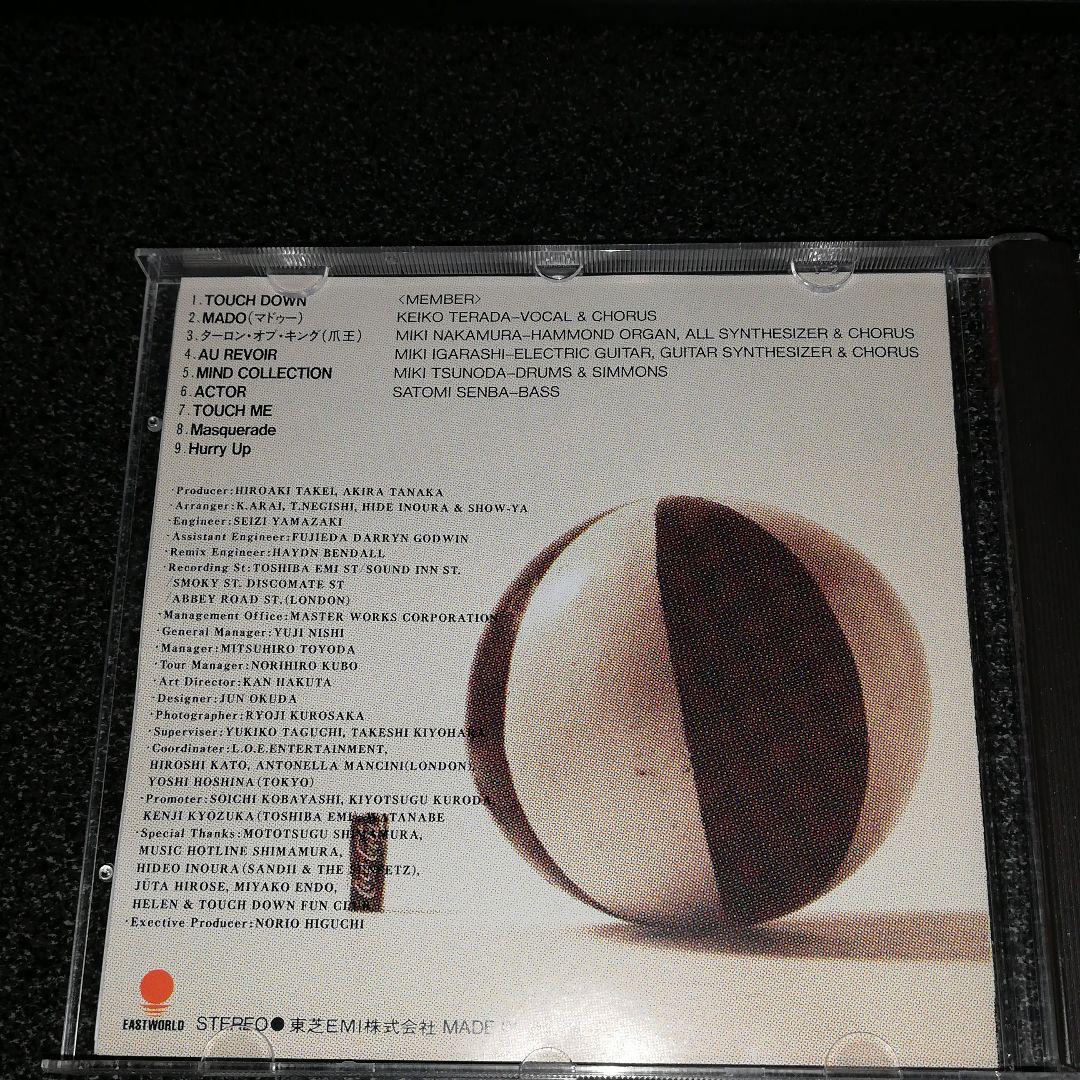 1. TOUCH DOWN
2. MADO(マドゥー)
3. ターロン・オブ・キング(爪王)
4. AU REVOIR
5. MIND COLLECTION
6. ACTOR
7. TOUCH ME
8. Masquerade
9. Hurry Up
〈MEMBER〉
KEIKO TERADA–VOCAL & CHORUS
MIKI NAKAMURA–HAMMOND ORGAN, ALL SYNTHESIZER & CHORUS
MIKI IGARASHI–ELECTRIC GUITAR, GUITAR SYNTHESIZER & CHORUS
MIKI TSUNODA–DRUMS & SIMMONS
SATOMI SENBA–BASS
・Producer:HIROAKI TAKEI, AKIRA TANAKA
・Arranger:K.ARAI, T.NEGISHI, HIDE INOURA & SHOW-YA
・Engineer:SEIZI YAMAZAKI
・Assistant Engineer:FUJIEDA DARRYN GODWIN
・Remix Engineer:HAYDN BENDALL
・Recording St:TOSHIBA EMI ST/SOUND INN ST.
/SMOKY ST. DISCOMATE ST
/ABBEY ROAD ST.(LONDON)
・Management Office:MASTER WORKS CORPORATION
・General Manager:YUJI NISHI
・Manager:MITSUHIRO TOYODA
・Tour Manager:NORIHIRO KUBO
・Art Director:KAN HAKUTA
・Designer:JUN OKUDA
・Photographer:RYOJI KUROSAKA
・Superviser:YUKIKO TAGUCHI, TAKESHI KIYOHARA
・Coordinater:L.O.E.ENTERTAINMENT,
HIROSHI KATO, ANTONELLA MANCINI(LONDON),
YOSHI HOSHINA(TOKYO)
・Promoter:SOICHI KOBAYASHI, KIYOTSUGU KURODA,
KENJI KYOZUKA(TOSHIBA EMI), WATANABE
・Special Thanks:MOTOTSUGU SHIMAMURA,
MUSIC HOTLINE SHIMAMURA,
HIDEO INOURA(SANDII & THE SUNSETZ),
JUTA HIROSE, MIYAKO ENDO,
HELEN & TOUCH DOWN FUN CLUB
・Exective Producer:NORIO HIGUCHI
EASTWORLD STEREO● 東芝EMI株式会社 MADE